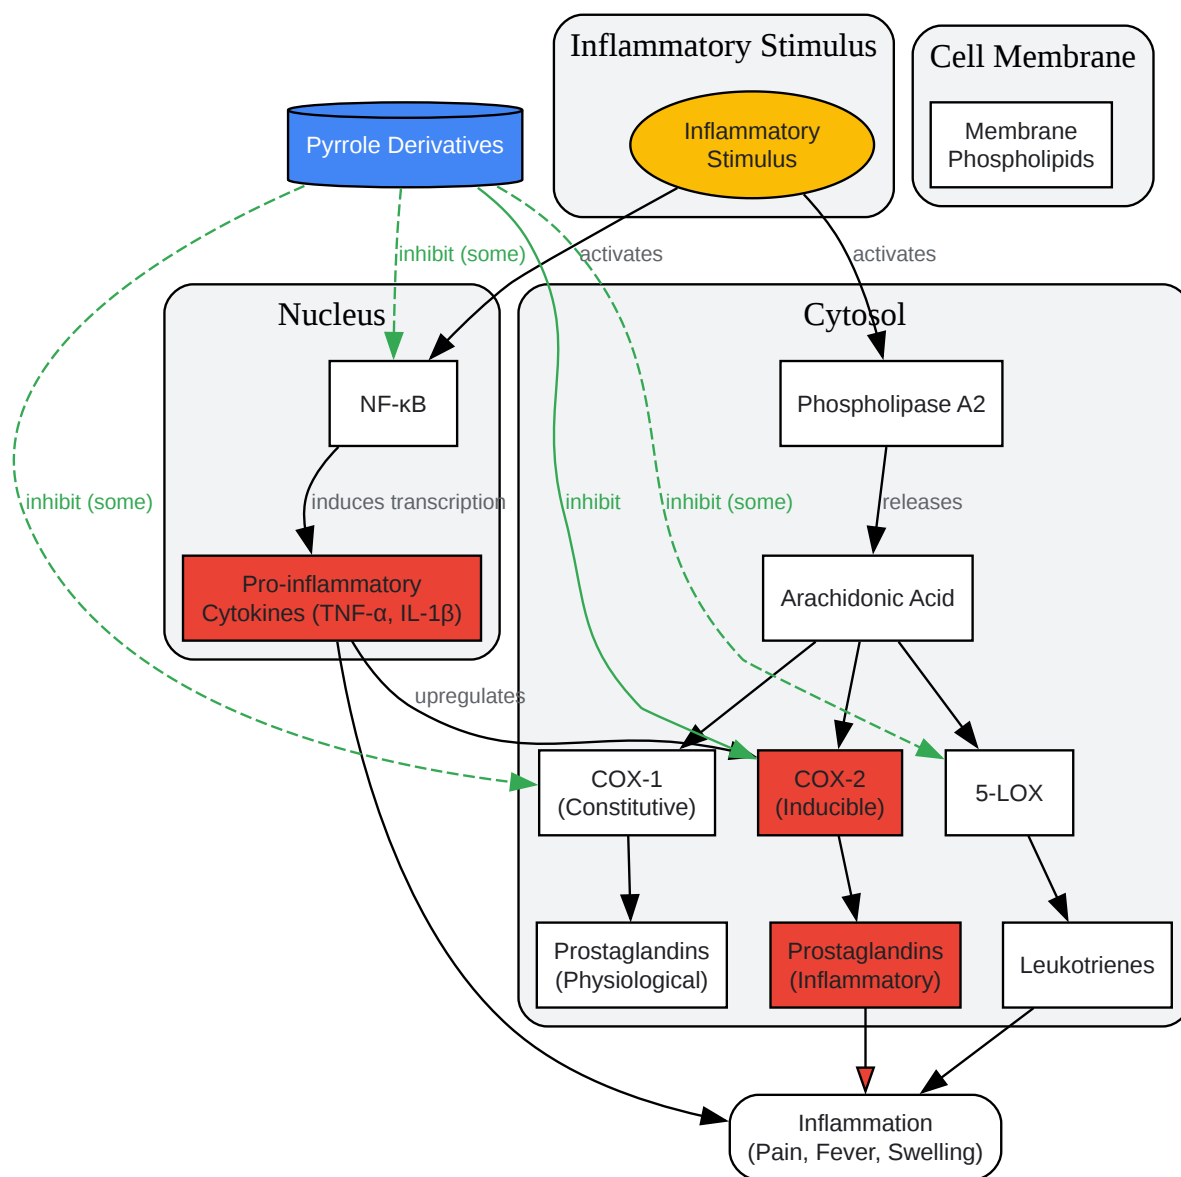 Inflammatory Stimulus
Cell Membrane
Pyrrole Derivatives
Inflammatory
Stimulus
Membrane
Phospholipids
inhibit (some)
activates
activates
Nucleus
Cytosol
NF-κB
Phospholipase A2
inhibit (some)
induces transcription
inhibit
inhibit (some)
releases
Pro-inflammatory
Cytokines (TNF-α, IL-1β)
Arachidonic Acid
upregulates
COX-1
(Constitutive)
COX-2
(Inducible)
5-LOX
Prostaglandins
(Physiological)
Prostaglandins
(Inflammatory)
Leukotrienes
Inflammation
(Pain, Fever, Swelling)